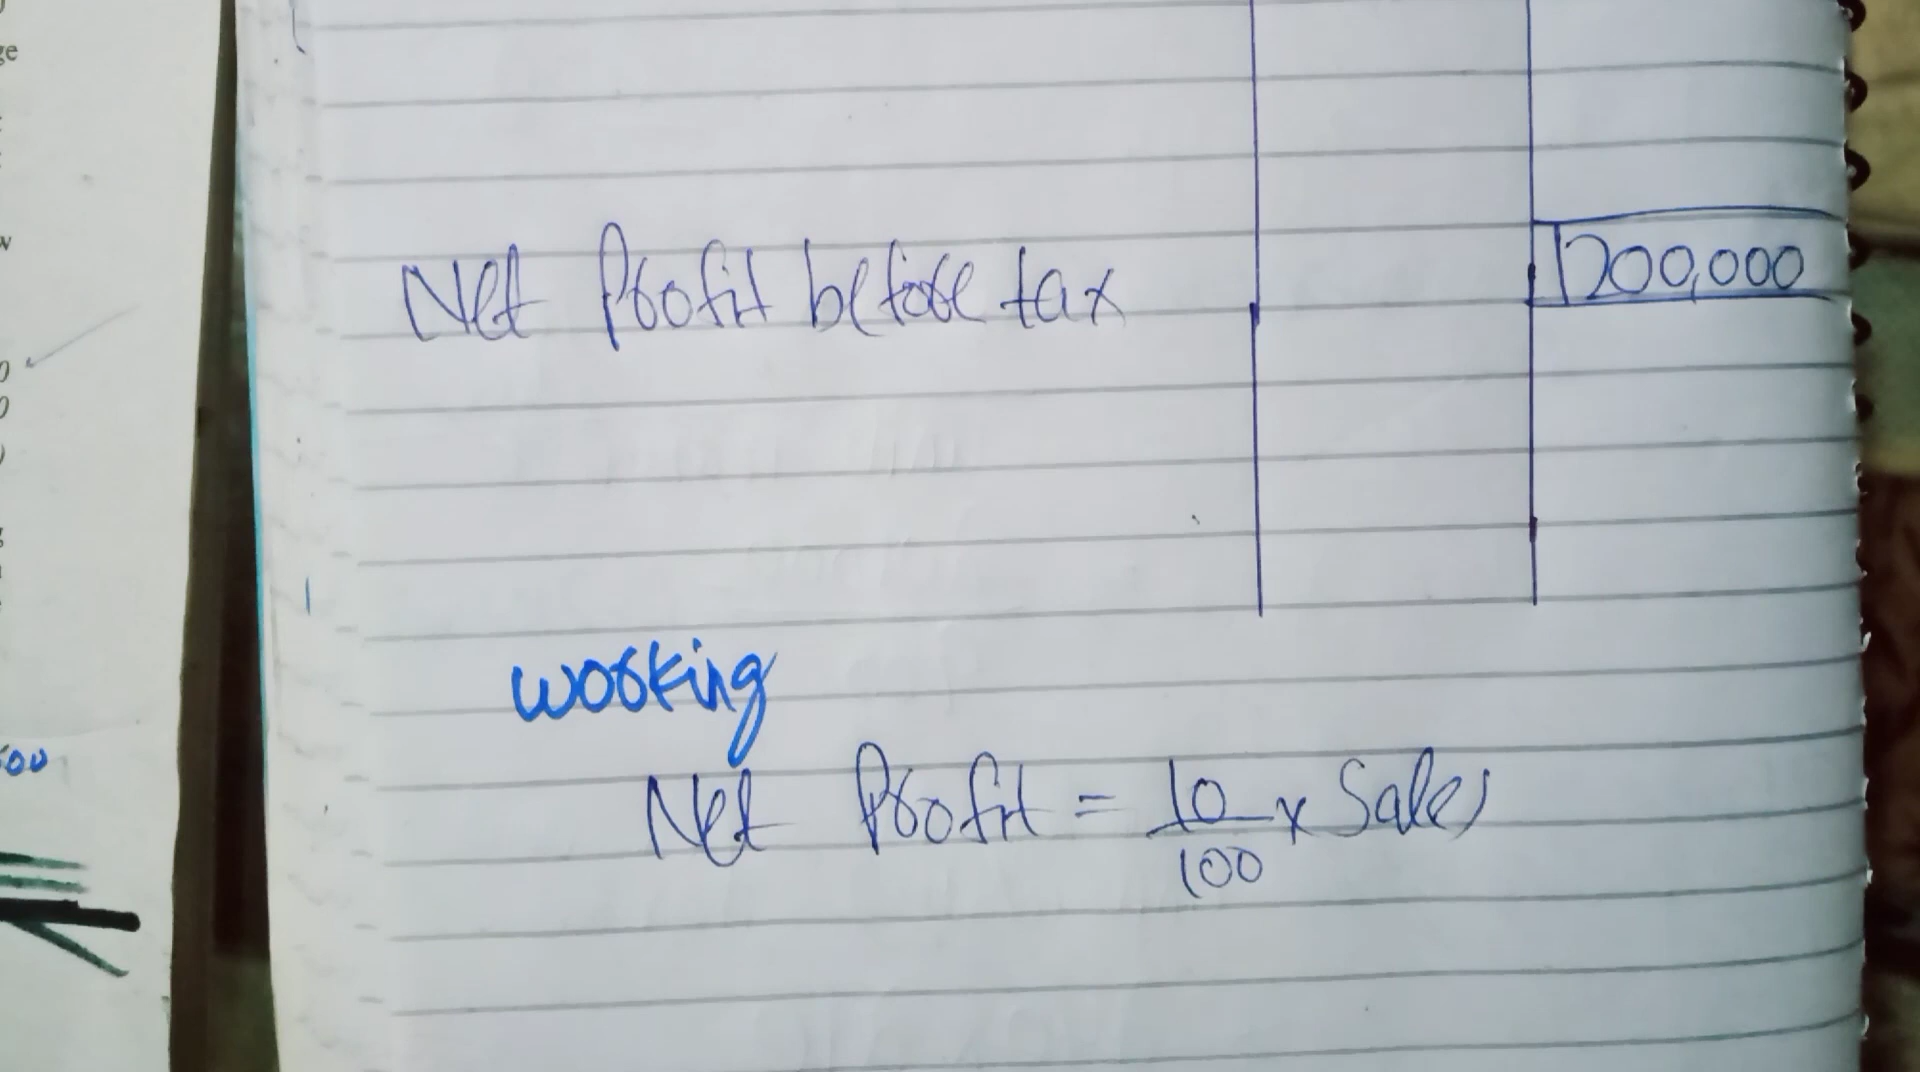 Net Profit before tax 1200,000
working
Net Profit = 10/100 x Sales